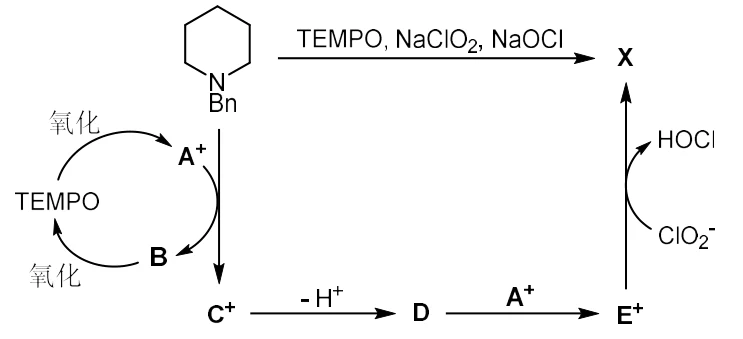 TEMPO, NaClO₂, NaOCl
X
N
Bn
氧化
A⁺
HOCl
TEMPO
ClO₂⁻
B
氧化
C⁺
- H⁺
D
A⁺
E⁺